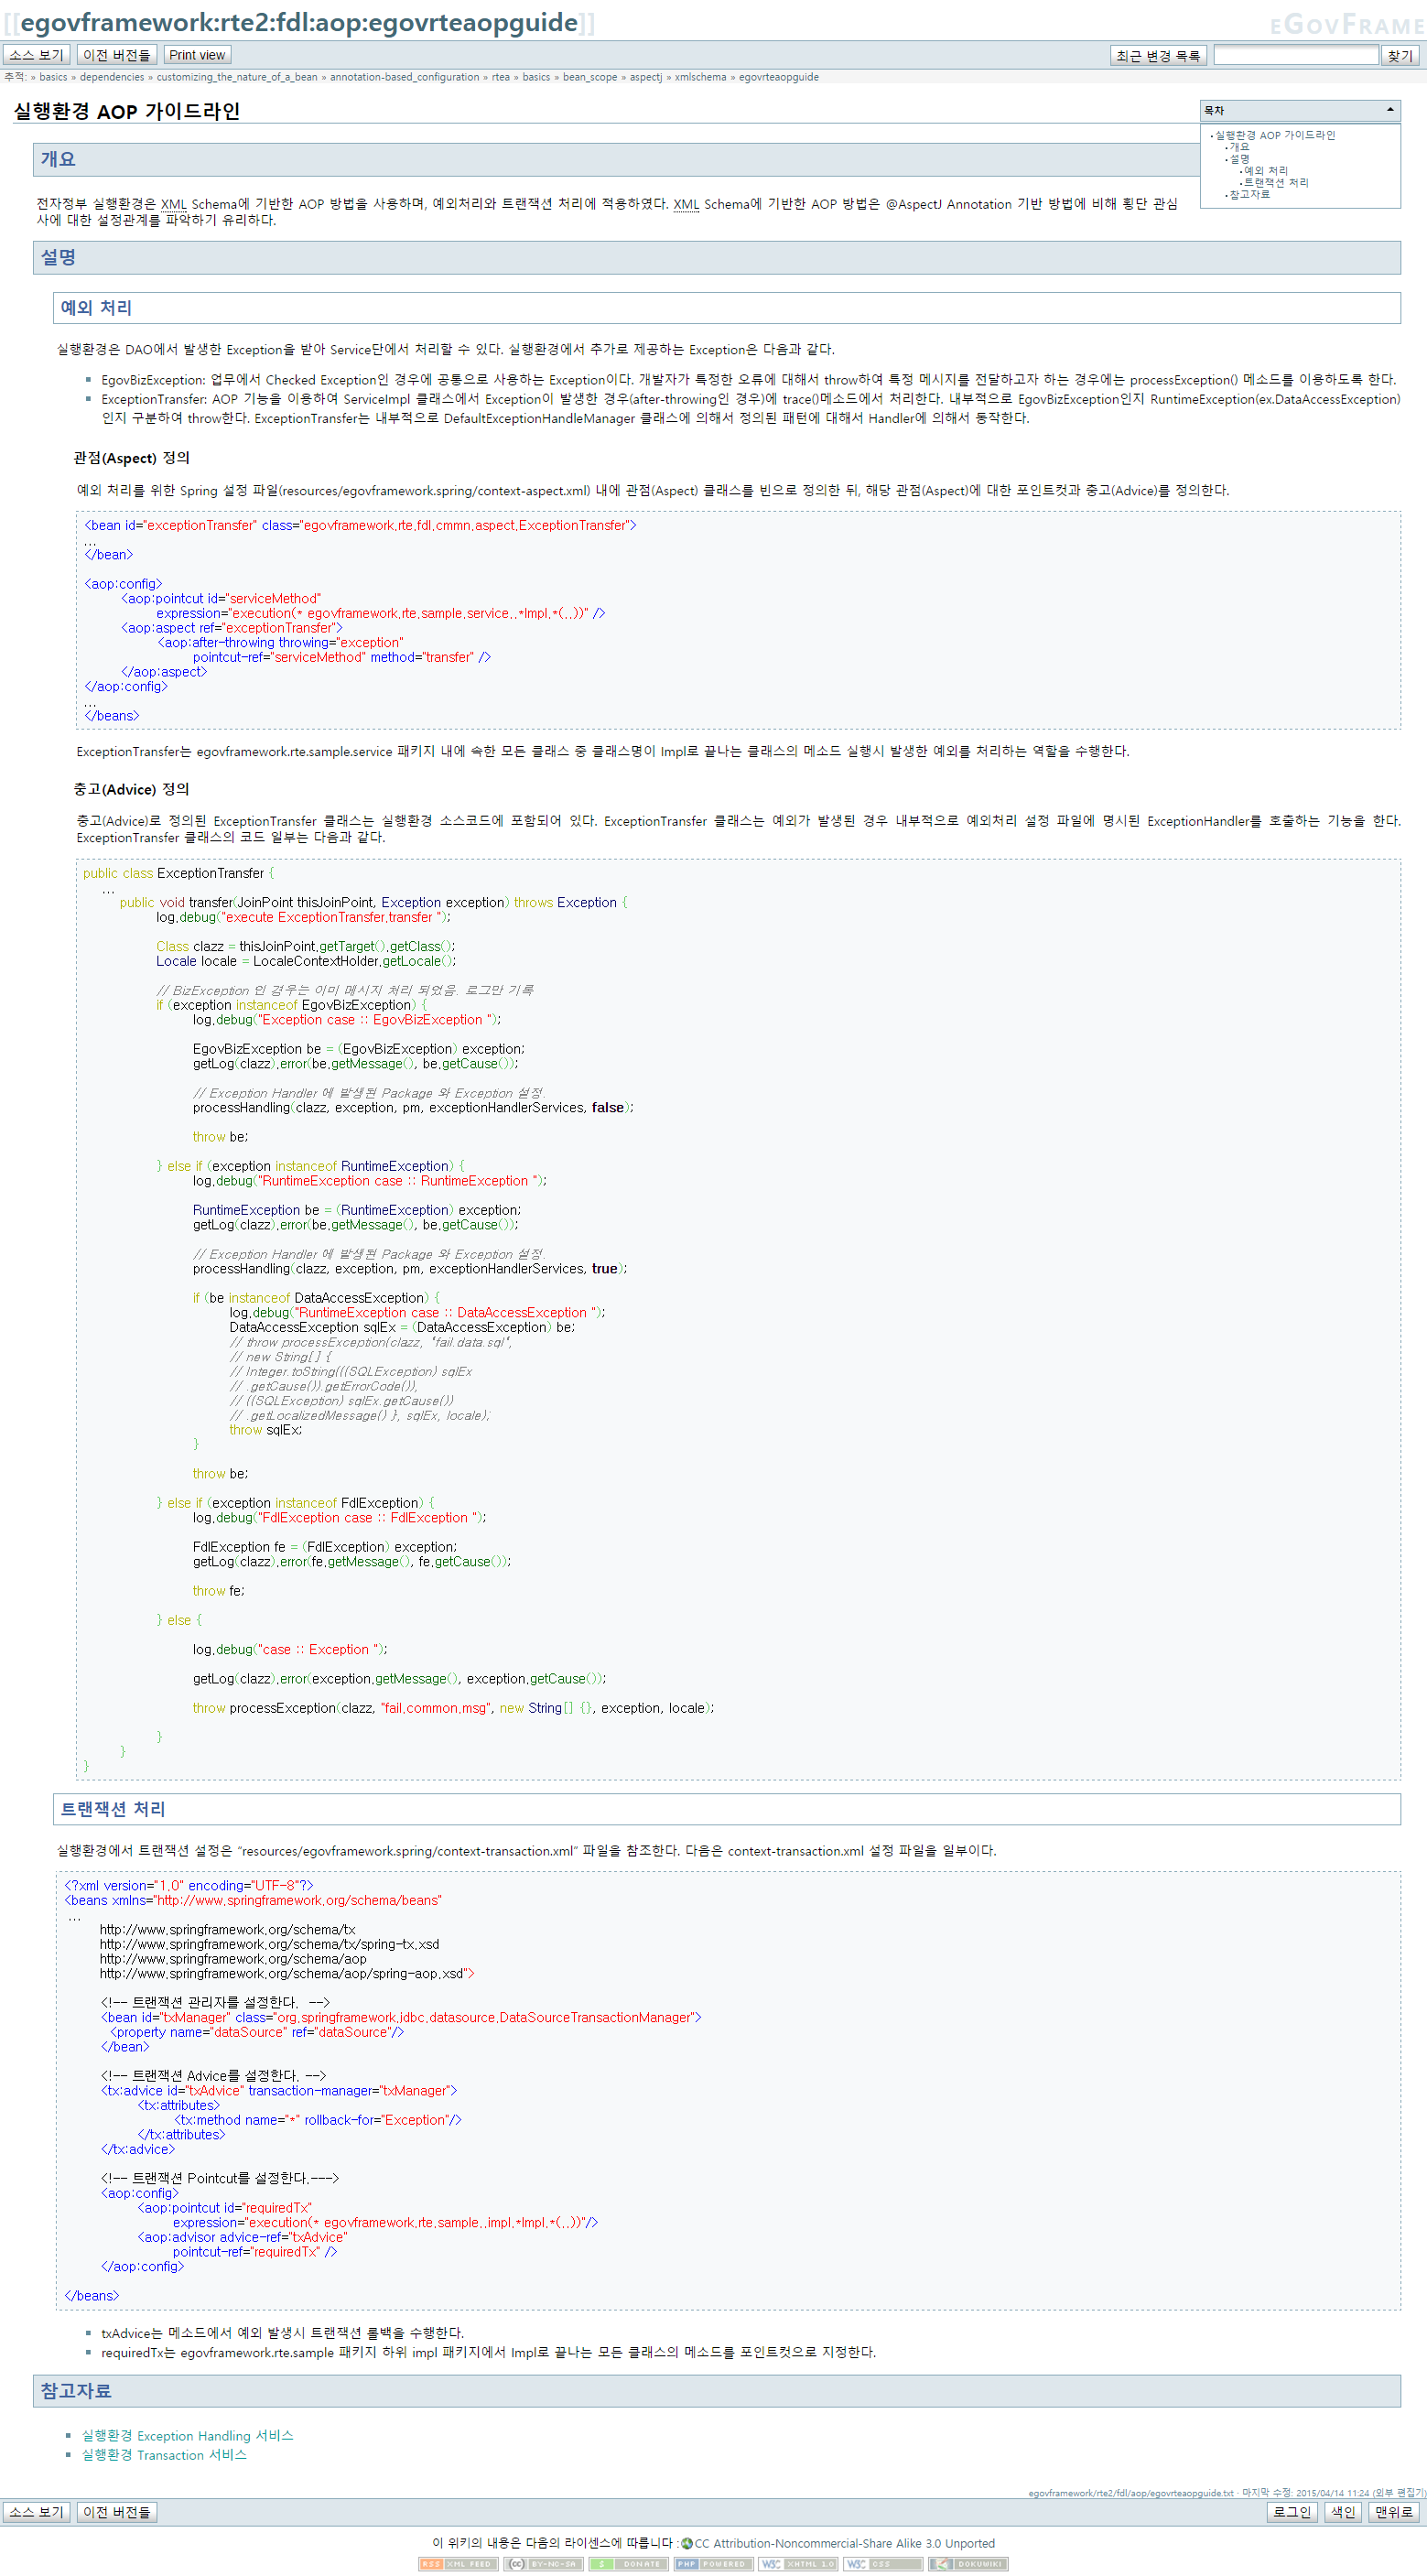 [[egovframework:rte2:fdl:aop:egovrteaopguide]]
eGovFrame
소스 보기 이전 버전들 Print view 최근 변경 목록 찾기
추적: » basics » dependencies » customizing_the_nature_of_a_bean » annotation-based_configuration » rtea » basics » bean_scope » aspectj » xmlschema » egovrteaopguide
실행환경 AOP 가이드라인
목차
실행환경 AOP 가이드라인
개요
설명
예외 처리
트랜잭션 처리
참고자료
개요
전자정부 실행환경은 XML Schema에 기반한 AOP 방법을 사용하며, 예외처리와 트랜잭션 처리에 적용하였다. XML Schema에 기반한 AOP 방법은 @AspectJ Annotation 기반 방법에 비해 횡단 관심
사에 대한 설정관계를 파악하기 유리하다.
설명
예외 처리
실행환경은 DAO에서 발생한 Exception을 받아 Service단에서 처리할 수 있다. 실행환경에서 추가로 제공하는 Exception은 다음과 같다.
EgovBizException: 업무에서 Checked Exception인 경우에 공통으로 사용하는 Exception이다. 개발자가 특정한 오류에 대해서 throw하여 특정 메시지를 전달하고자 하는 경우에는 processException() 메소드를 이용하도록 한다.
ExceptionTransfer: AOP 기능을 이용하여 ServiceImpl 클래스에서 Exception이 발생한 경우(after-throwing인 경우)에 trace()메소드에서 처리한다. 내부적으로 EgovBizException인지 RuntimeException(ex.DataAccessException)
인지 구분하여 throw한다. ExceptionTransfer는 내부적으로 DefaultExceptionHandleManager 클래스에 의해서 정의된 패턴에 대해서 Handler에 의해서 동작한다.
관점(Aspect) 정의
예외 처리를 위한 Spring 설정 파일(resources/egovframework.spring/context-aspect.xml) 내에 관점(Aspect) 클래스를 빈으로 정의한 뒤, 해당 관점(Aspect)에 대한 포인트컷과 충고(Advice)를 정의한다.
<bean id="exceptionTransfer" class="egovframework.rte.fdl.cmmn.aspect.ExceptionTransfer">
...
</bean>
<aop:config>
<aop:pointcut id="serviceMethod"
expression="execution(* egovframework.rte.sample.service..*Impl.*(..))" />
<aop:aspect ref="exceptionTransfer">
<aop:after-throwing throwing="exception"
pointcut-ref="serviceMethod" method="transfer" />
</aop:aspect>
</aop:config>
...
</beans>
ExceptionTransfer는 egovframework.rte.sample.service 패키지 내에 속한 모든 클래스 중 클래스명이 Impl로 끝나는 클래스의 메소드 실행시 발생한 예외를 처리하는 역할을 수행한다.
충고(Advice) 정의
충고(Advice)로 정의된 ExceptionTransfer 클래스는 실행환경 소스코드에 포함되어 있다. ExceptionTransfer 클래스는 예외가 발생된 경우 내부적으로 예외처리 설정 파일에 명시된 ExceptionHandler를 호출하는 기능을 한다.
ExceptionTransfer 클래스의 코드 일부는 다음과 같다.
public class ExceptionTransfer {
...
public void transfer(JoinPoint thisJoinPoint, Exception exception) throws Exception {
log.debug("execute ExceptionTransfer.transfer ");
Class clazz = thisJoinPoint.getTarget().getClass();
Locale locale = LocaleContextHolder.getLocale();
// BizException 인 경우는 이미 메시지 처리 되었음. 로그만 기록
if (exception instanceof EgovBizException) {
log.debug("Exception case :: EgovBizException ");
EgovBizException be = (EgovBizException) exception;
getLog(clazz).error(be.getMessage(), be.getCause());
// Exception Handler 에 발생된 Package 와 Exception 설정.
processHandling(clazz, exception, pm, exceptionHandlerServices, false);
throw be;
} else if (exception instanceof RuntimeException) {
log.debug("RuntimeException case :: RuntimeException ");
RuntimeException be = (RuntimeException) exception;
getLog(clazz).error(be.getMessage(), be.getCause());
// Exception Handler 에 발생된 Package 와 Exception 설정.
processHandling(clazz, exception, pm, exceptionHandlerServices, true);
if (be instanceof DataAccessException) {
log.debug("RuntimeException case :: DataAccessException ");
DataAccessException sqlEx = (DataAccessException) be;
// throw processException(clazz, 'fail.data.sql',
// new String[] {
// Integer.toString(((SQLException) sqlEx
// .getCause()).getErrorCode()),
// ((SQLException) sqlEx.getCause())
// .getLocalizedMessage() }, sqlEx, locale);
throw sqlEx;
}
throw be;
} else if (exception instanceof FdlException) {
log.debug("FdlException case :: FdlException ");
FdlException fe = (FdlException) exception;
getLog(clazz).error(fe.getMessage(), fe.getCause());
throw fe;
} else {
log.debug("case :: Exception ");
getLog(clazz).error(exception.getMessage(), exception.getCause());
throw processException(clazz, "fail.common.msg", new String[] {}, exception, locale);
}
}
}
트랜잭션 처리
실행환경에서 트랜잭션 설정은 "resources/egovframework.spring/context-transaction.xml" 파일을 참조한다. 다음은 context-transaction.xml 설정 파일을 일부이다.
<?xml version="1.0" encoding="UTF-8"?>
<beans xmlns="http://www.springframework.org/schema/beans"
...
http://www.springframework.org/schema/tx
http://www.springframework.org/schema/tx/spring-tx.xsd
http://www.springframework.org/schema/aop
http://www.springframework.org/schema/aop/spring-aop.xsd">
<!-- 트랜잭션 관리자를 설정한다. -->
<bean id="txManager" class="org.springframework.jdbc.datasource.DataSourceTransactionManager">
<property name="dataSource" ref="dataSource"/>
</bean>
<!-- 트랜잭션 Advice를 설정한다. -->
<tx:advice id="txAdvice" transaction-manager="txManager">
<tx:attributes>
<tx:method name="*" rollback-for="Exception"/>
</tx:attributes>
</tx:advice>
<!-- 트랜잭션 Pointcut를 설정한다.--->
<aop:config>
<aop:pointcut id="requiredTx"
expression="execution(* egovframework.rte.sample..impl.*Impl.*(..))"/>
<aop:advisor advice-ref="txAdvice"
pointcut-ref="requiredTx" />
</aop:config>
</beans>
txAdvice는 메소드에서 예외 발생시 트랜잭션 롤백을 수행한다.
requiredTx는 egovframework.rte.sample 패키지 하위 impl 패키지에서 Impl로 끝나는 모든 클래스의 메소드를 포인트컷으로 지정한다.
참고자료
실행환경 Exception Handling 서비스
실행환경 Transaction 서비스
egovframework/rte2/fdl/aop/egovrteaopguide.txt · 마지막 수정: 2015/04/14 11:24 (외부 편집기)
소스 보기 이전 버전들 로그인 색인 맨위로
이 위키의 내용은 다음의 라이센스에 따릅니다 : CC Attribution-Noncommercial-Share Alike 3.0 Unported
RSS XML FEED (cc) BY-NC-SA $ DONATE PHP POWERED W3C XHTML 1.0 W3C CSS DOKUWIKI